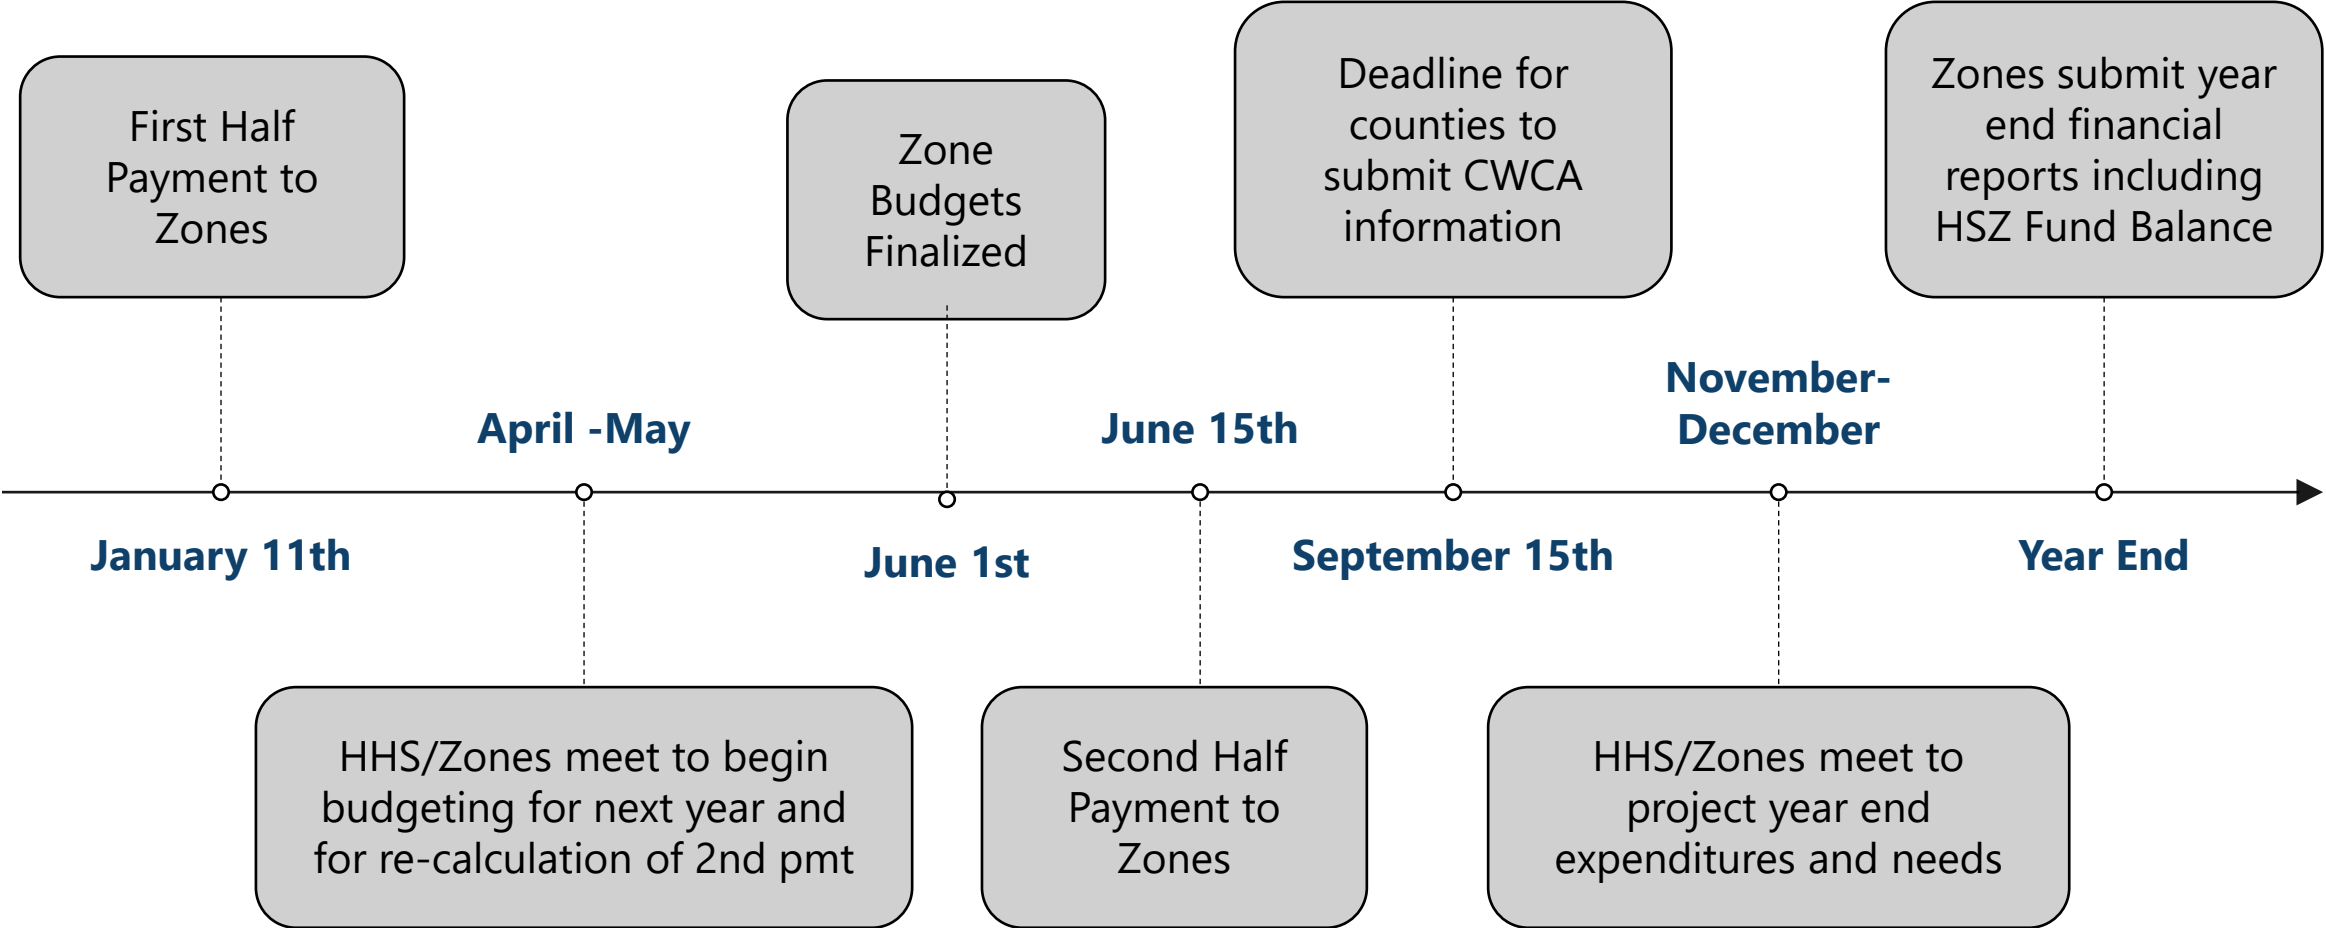 First Half
Payment to
Zones
January 11th
April -May
HHS/Zones meet to begin
budgeting for next year and
for re-calculation of 2nd pmt
Zone
Budgets
Finalized
June 1st
June 15th
Second Half
Payment to
Zones
Deadline for
counties to
submit CWCA
information
September 15th
November-
December
HHS/Zones meet to
project year end
expenditures and needs
Zones submit year
end financial
reports including
HSZ Fund Balance
Year End